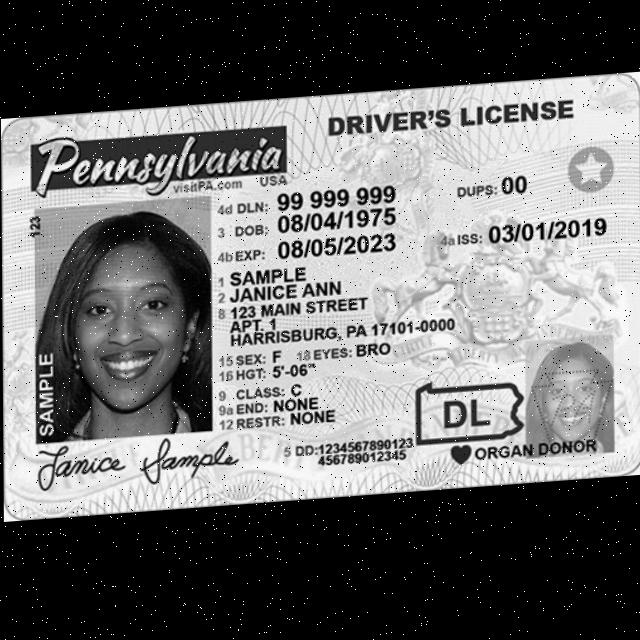 DRIVER'S LICENSE
Pennsylvania
visitPA.com USA
4d DLN: 99 999 999
DUPS: 00
3 DOB: 08/04/1975
4b EXP: 08/05/2023
4a ISS: 03/01/2019
123
1 SAMPLE
2 JANICE ANN
8 123 MAIN STREET
APT. 1
HARRISBURG, PA 17101-0000
15 SEX: F 18 EYES: BRO
16 HGT: 5'-06"
9 CLASS: C
9a END: NONE
12 RESTR: NONE
SAMPLE
DL
Janice Sample
5 DD:1234567890123
456789012345
ORGAN DONOR